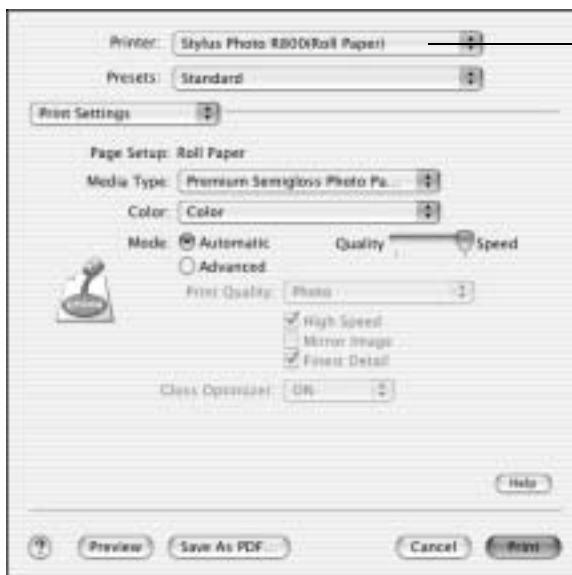 Printer: Stylus Photo R800(Roll Paper)
Presets: Standard
Print Settings
Page Setup: Roll Paper
Media Type: Premium Semigloss Photo Pa...
Color: Color
Mode: Automatic Quality Speed
Advanced
Print Quality: Photo
High Speed
Mirror Image
Finest Detail
Gloss Optimizer: ON
Help
? Preview Save As PDF... Cancel Print